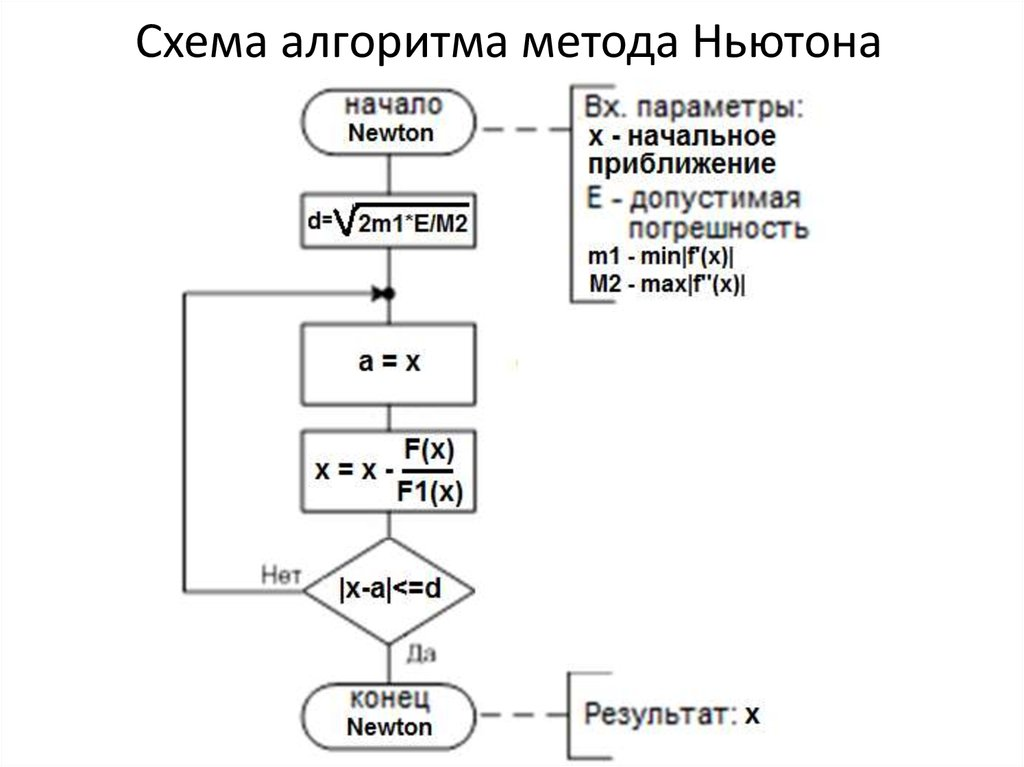 Схема алгоритма метода Ньютона
начало
Newton
Вх. параметры:
x - начальное
приближение
E - допустимая
погрешность
m1 - min|f'(x)|
M2 - max|f''(x)|
d=√2m1*E/M2
a = x
x = x - F(x)/F1(x)
Нет
|x-a|<=d
Да
конец
Newton
Результат: x